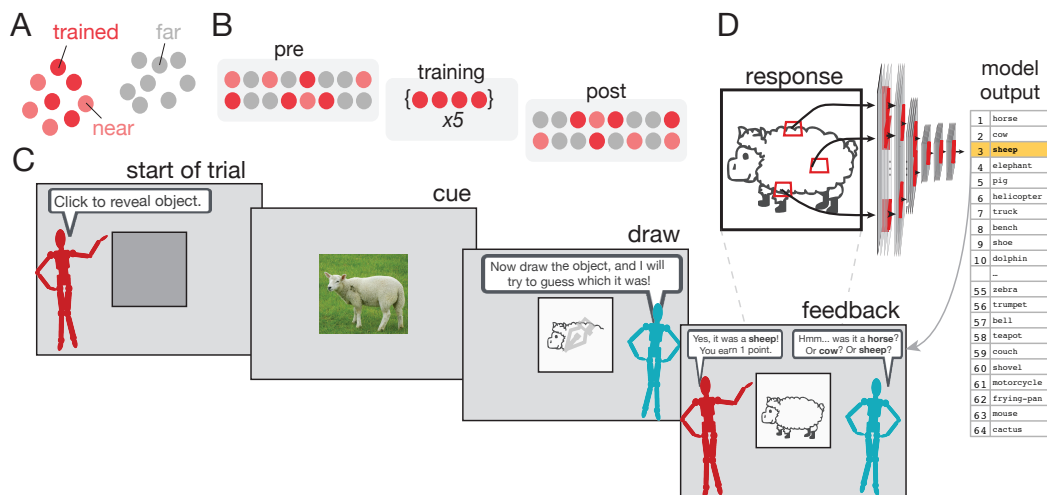 A
trained
far
near
B
pre
training
{ }
x5
post
C
start of trial
Click to reveal object.
cue
draw
Now draw the object, and I will
try to guess which it was!
feedback
Yes, it was a sheep!
You earn 1 point.
Hmm... was it a horse?
Or cow? Or sheep?
D
response
model
output
1 horse
2 cow
3 sheep
4 elephant
5 pig
6 helicopter
7 truck
8 bench
9 shoe
10 dolphin
…
55 zebra
56 trumpet
57 bell
58 teapot
59 couch
60 shovel
61 motorcycle
62 frying-pan
63 mouse
64 cactus